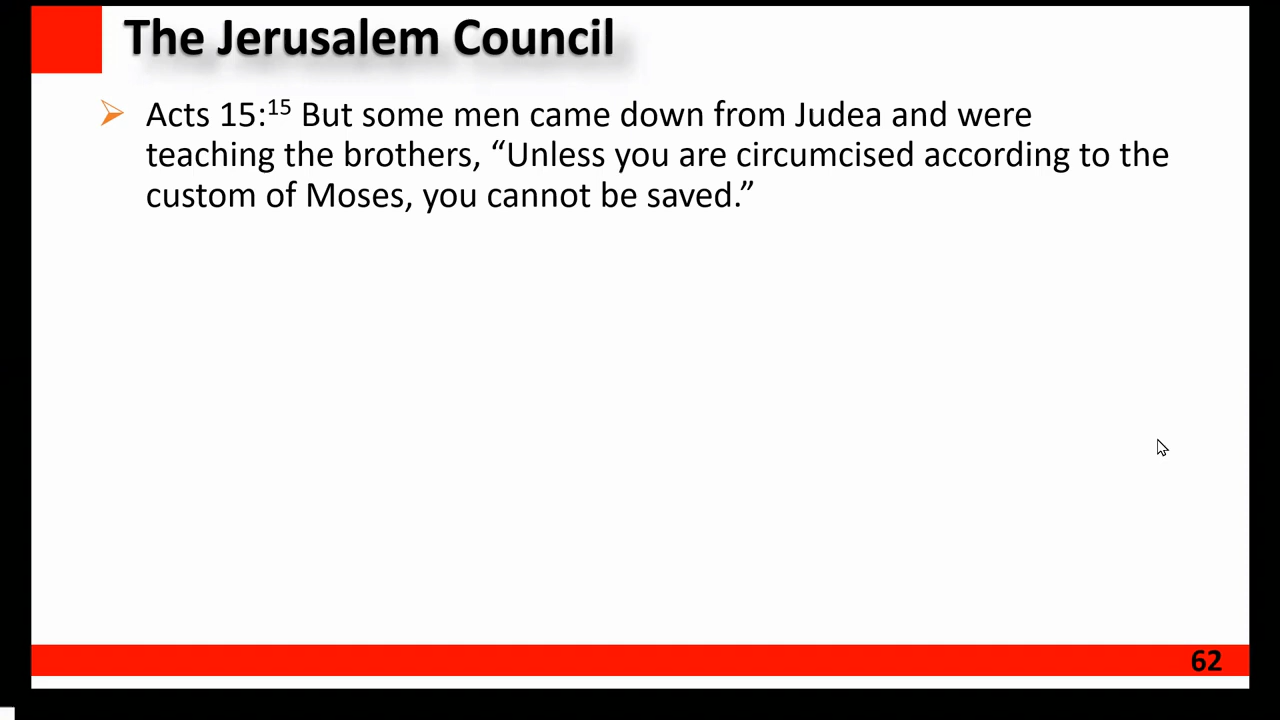 The Jerusalem Council
Acts 15:15 But some men came down from Judea and were
teaching the brothers, “Unless you are circumcised according to the
custom of Moses, you cannot be saved.”
62